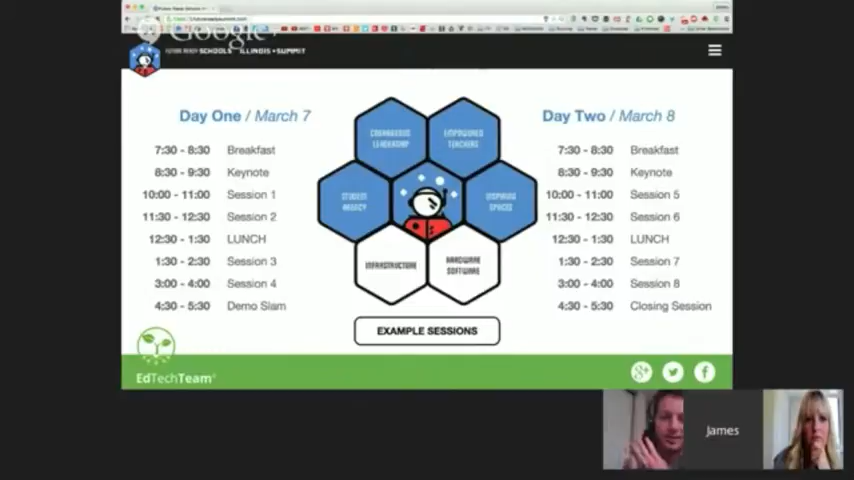 Google
FUTURE READY SCHOOLS ILLINOIS SUMMIT
Day One / March 7
7:30 - 8:30 Breakfast
8:30 - 9:30 Keynote
10:00 - 11:00 Session 1
11:30 - 12:30 Session 2
12:30 - 1:30 LUNCH
1:30 - 2:30 Session 3
3:00 - 4:00 Session 4
4:30 - 5:30 Demo Slam
COURAGEOUS
LEADERSHIP
EMPOWERED
TEACHERS
STUDENT
AGENCY
INSPIRING
SPACES
INFRASTRUCTURE
HARDWARE
SOFTWARE
EXAMPLE SESSIONS
Day Two / March 8
7:30 - 8:30 Breakfast
8:30 - 9:30 Keynote
10:00 - 11:00 Session 5
11:30 - 12:30 Session 6
12:30 - 1:30 LUNCH
1:30 - 2:30 Session 7
3:00 - 4:00 Session 8
4:30 - 5:30 Closing Session
EdTechTeam
James